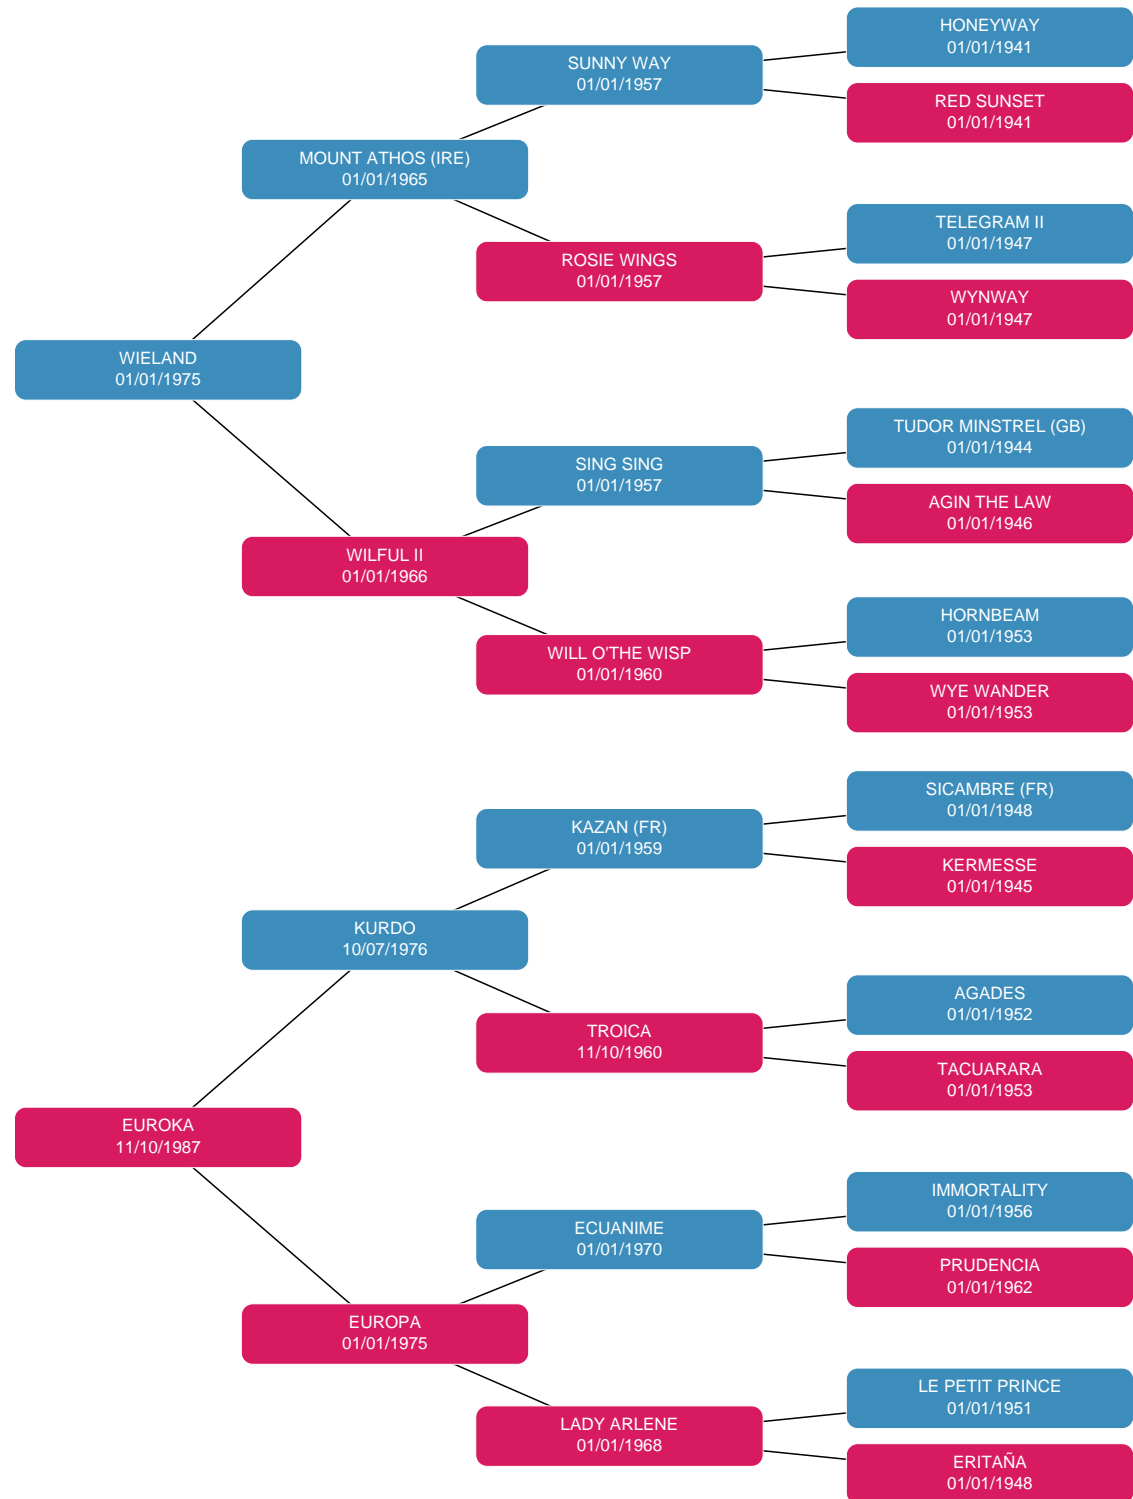 HONEYWAY
01/01/1941
SUNNY WAY
01/01/1957
RED SUNSET
01/01/1941
MOUNT ATHOS (IRE)
01/01/1965
TELEGRAM II
01/01/1947
ROSIE WINGS
01/01/1957
WYNWAY
01/01/1947
WIELAND
01/01/1975
TUDOR MINSTREL (GB)
01/01/1944
SING SING
01/01/1957
AGIN THE LAW
01/01/1946
WILFUL II
01/01/1966
HORNBEAM
01/01/1953
WILL O'THE WISP
01/01/1960
WYE WANDER
01/01/1953
SICAMBRE (FR)
01/01/1948
KAZAN (FR)
01/01/1959
KERMESSE
01/01/1945
KURDO
10/07/1976
AGADES
01/01/1952
TROICA
11/10/1960
TACUARARA
01/01/1953
EUROKA
11/10/1987
IMMORTALITY
01/01/1956
ECUANIME
01/01/1970
PRUDENCIA
01/01/1962
EUROPA
01/01/1975
LE PETIT PRINCE
01/01/1951
LADY ARLENE
01/01/1968
ERITAÑA
01/01/1948